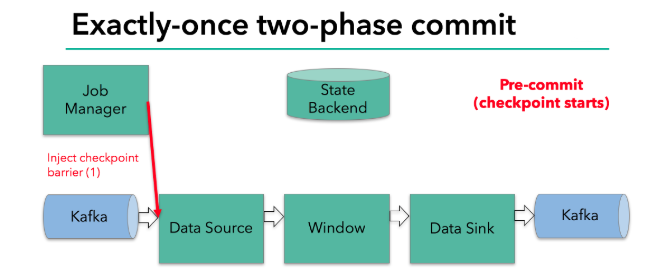 Exactly-once two-phase commit
Job
Manager
State
Backend
Pre-commit
(checkpoint starts)
Inject checkpoint
barrier (1)
Kafka
Data Source
Window
Data Sink
Kafka